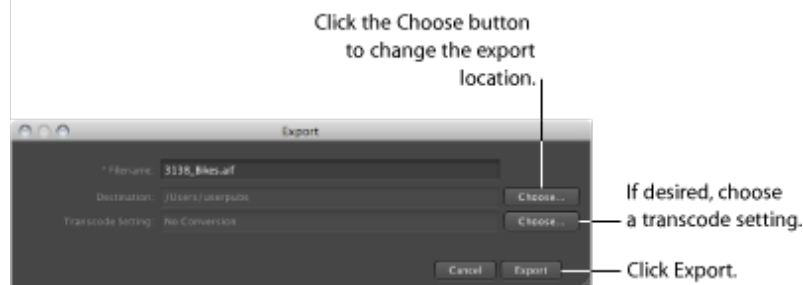 Click the Choose button
to change the export
location.
Export
* Filename: 3138_Bikes.aif
Destination: /Users/userpubs Choose...
Transcode Setting: No Conversion Choose...
If desired, choose
a transcode setting.
Cancel Export
Click Export.